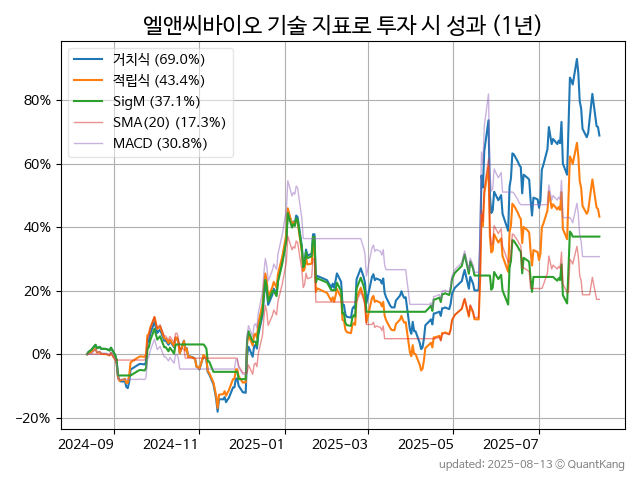 엘앤씨바이오 기술 지표로 투자 시 성과 (1년)
거치식 (69.0%)
적립식 (43.4%)
SigM (37.1%)
SMA(20) (17.3%)
MACD (30.8%)
80%
60%
40%
20%
0%
−20%
2024-09 2024-11 2025-01 2025-03 2025-05 2025-07
updated: 2025-08-13 © QuantKang